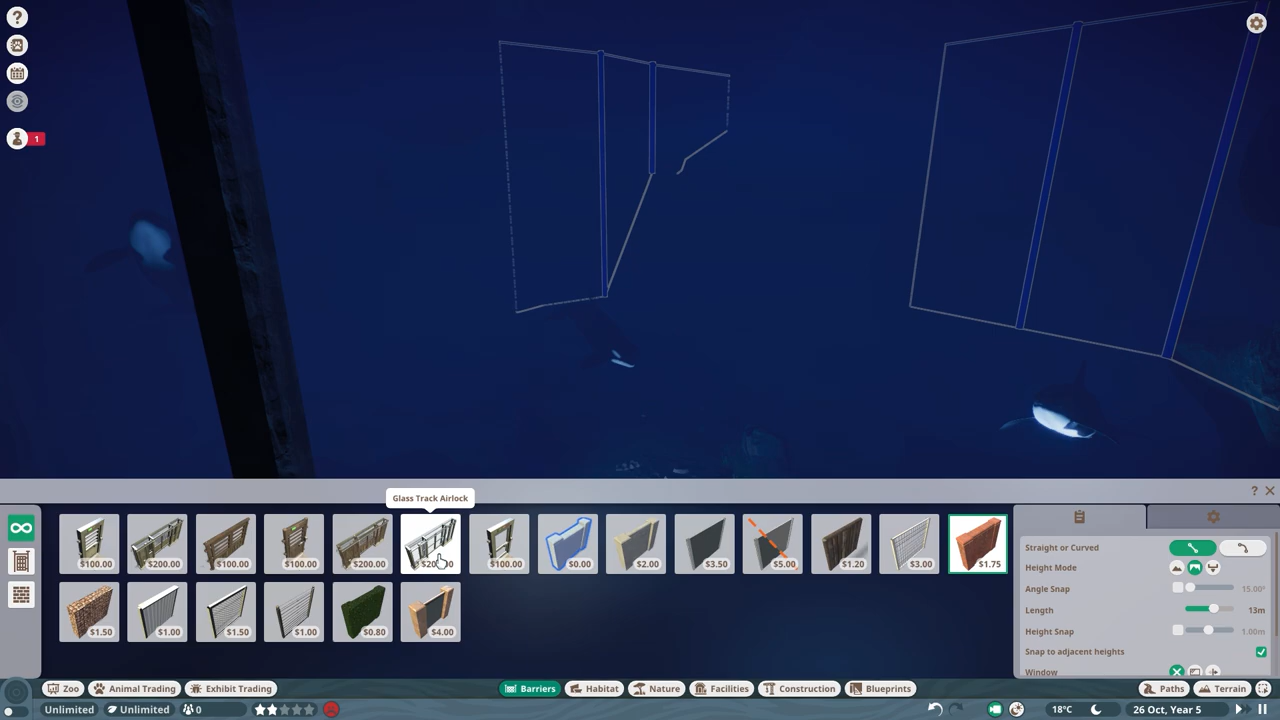 ?
1
? ×
Glass Track Airlock
$100.00 $200.00 $100.00 $100.00 $200.00 $100.00 $0.00 $2.00 $3.50 $5.00 $1.20 $3.00 $1.75
$1.50 $1.00 $1.50 $1.00 $0.80 $4.00
Straight or Curved
Height Mode
Angle Snap 15.00°
Length 13m
Height Snap 1.00m
Snap to adjacent heights
Window
Zoo Animal Trading Exhibit Trading Barriers Habitat Nature Facilities Construction Blueprints Paths Terrain
Unlimited Unlimited 0 18°C 26 Oct, Year 5